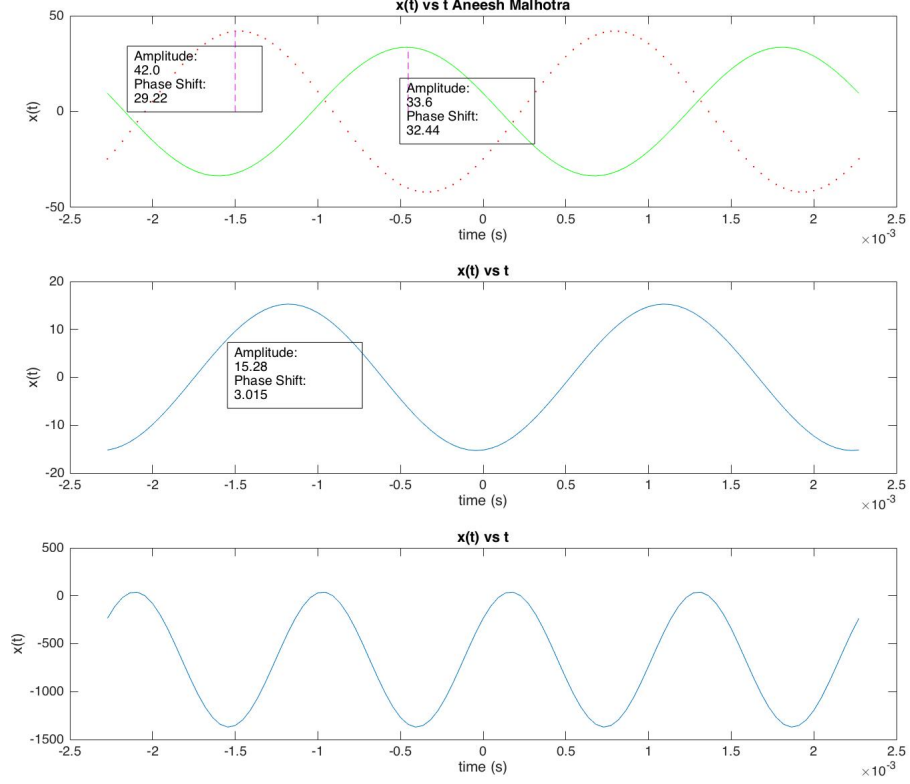 x(t) vs t Aneesh Malhotra
50
0
-50
x(t)
Amplitude:
42.0
Phase Shift:
29.22
Amplitude:
33.6
Phase Shift:
32.44
-2.5 -2 -1.5 -1 -0.5 0 0.5 1 1.5 2 2.5
time (s)
×10⁻³
x(t) vs t
20
10
0
-10
-20
x(t)
Amplitude:
15.28
Phase Shift:
3.015
-2.5 -2 -1.5 -1 -0.5 0 0.5 1 1.5 2 2.5
time (s)
×10⁻³
x(t) vs t
500
0
-500
-1000
-1500
x(t)
-2.5 -2 -1.5 -1 -0.5 0 0.5 1 1.5 2 2.5
time (s)
×10⁻³